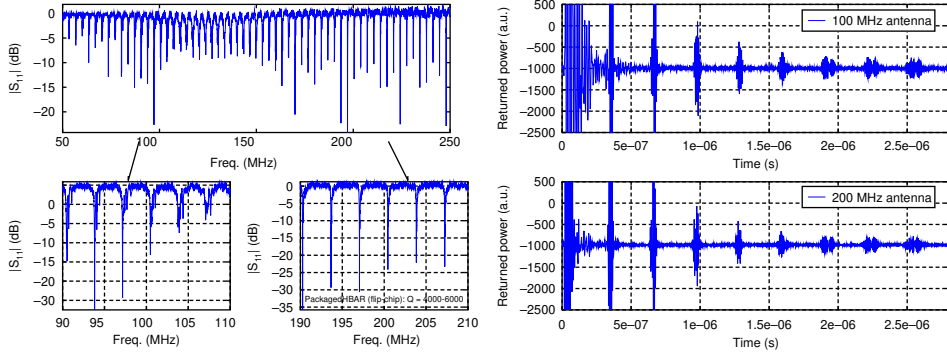 0
−5
−10
−15
−20
|S11| (dB)
50
100
150
200
250
Freq. (MHz)
0
−5
−10
−15
−20
−25
−30
|S11| (dB)
90
95
100
105
110
Freq. (MHz)
0
−5
−10
−15
−20
−25
−30
−35
|S11| (dB)
PackagedHBAR (flip-chip): Q = 4000-6000
190
195
200
205
210
Freq. (MHz)
500
0
−500
−1000
−1500
−2000
−2500
Returned power (a.u.)
100 MHz antenna
0
5e−07
1e−06
1.5e−06
2e−06
2.5e−06
Time (s)
500
0
−500
−1000
−1500
−2000
−2500
Returned power (a.u.)
200 MHz antenna
0
5e−07
1e−06
1.5e−06
2e−06
2.5e−06
Time (s)